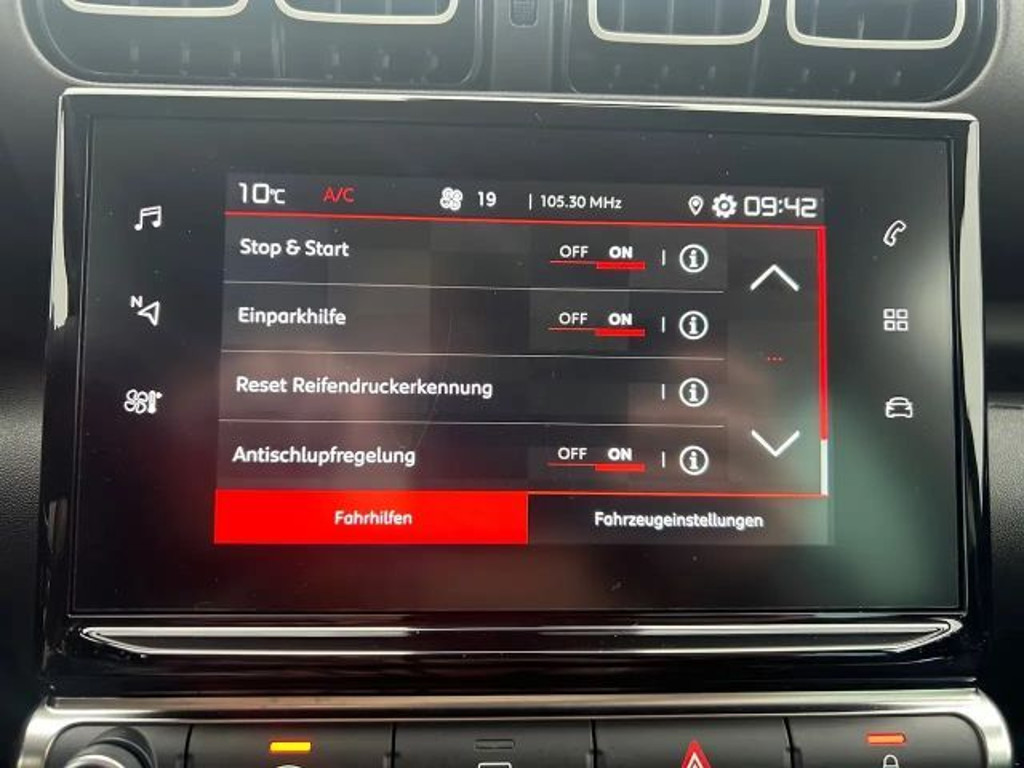 10°C A/C 19 | 105.30 MHz 09:42
Stop & Start OFF ON
N
Einparkhilfe OFF ON
Reset Reifendruckerkennung
Antischlupfregelung OFF ON
Fahrhilfen Fahrzeugeinstellungen